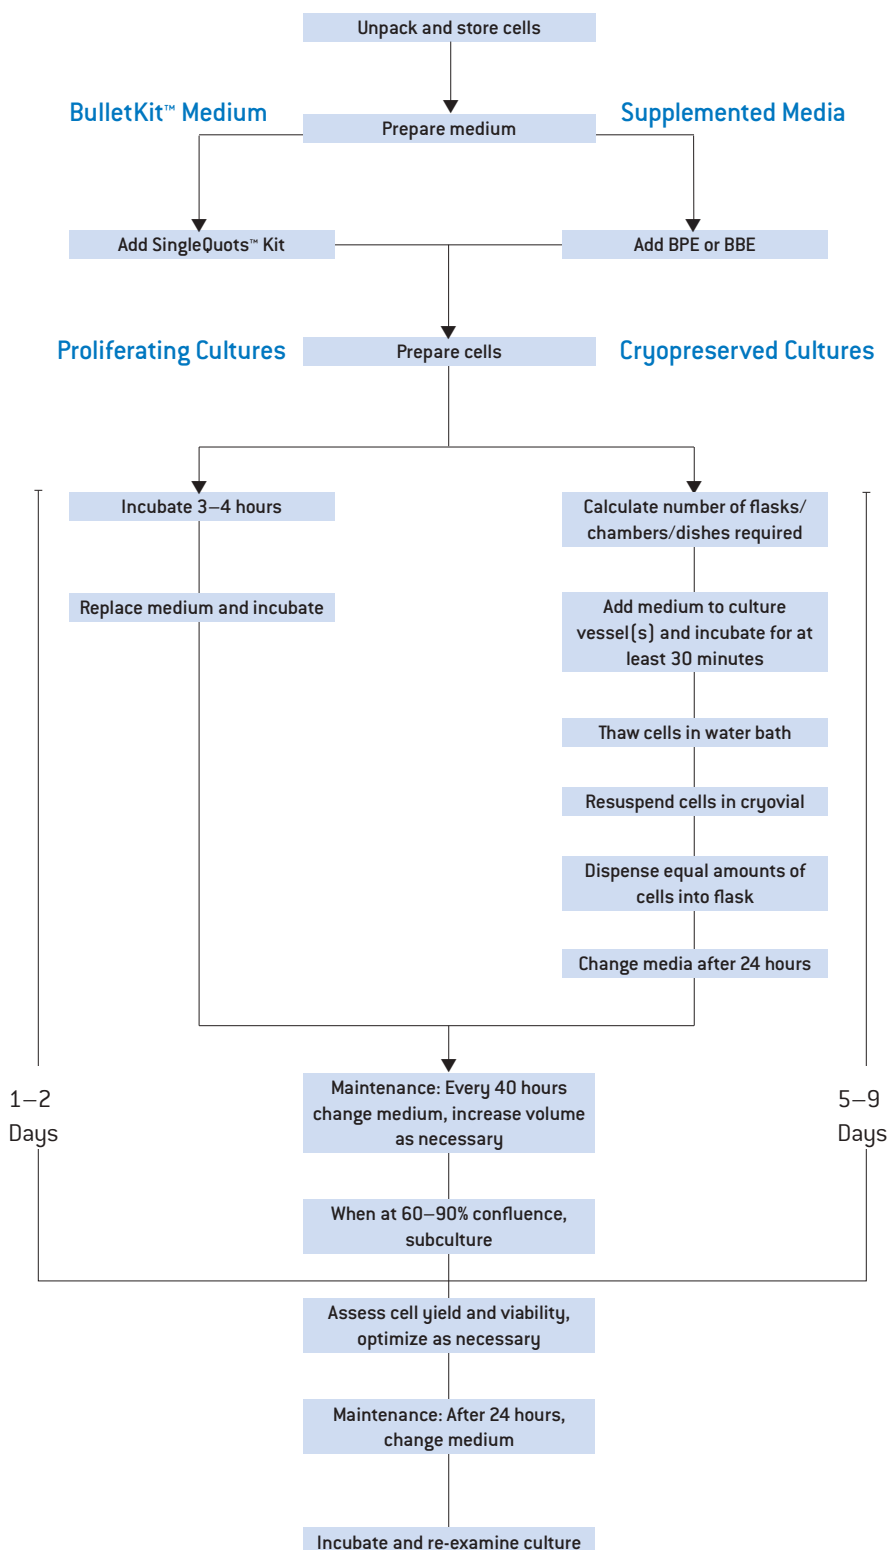 Unpack and store cells
BulletKit™ Medium
Supplemented Media
Prepare medium
Add SingleQuots™ Kit
Add BPE or BBE
Proliferating Cultures
Prepare cells
Cryopreserved Cultures
Incubate 3–4 hours
Replace medium and incubate
Calculate number of flasks/
chambers/dishes required
Add medium to culture
vessel(s) and incubate for at
least 30 minutes
Thaw cells in water bath
Resuspend cells in cryovial
Dispense equal amounts of
cells into flask
Change media after 24 hours
1–2
Days
5–9
Days
Maintenance: Every 40 hours
change medium, increase volume
as necessary
When at 60–90% confluence,
subculture
Assess cell yield and viability,
optimize as necessary
Maintenance: After 24 hours,
change medium
Incubate and re-examine culture